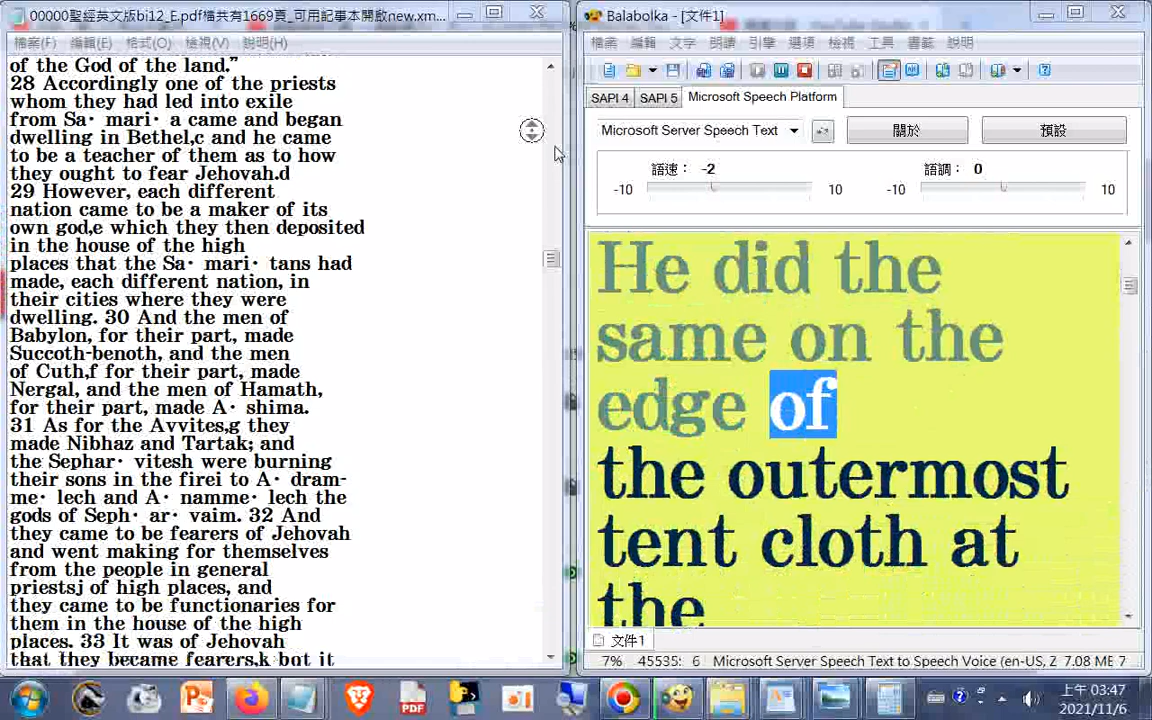 00000聖經英文版bi12_E.pdf檔共有1669頁_可用記事本開啟new.xm...
檔案(F) 編輯(E) 格式(O) 檢視(V) 說明(H)
of the God of the land.”
28 Accordingly one of the priests
whom they had led into exile
from Sa· mari· a came and began
dwelling in Bethel,c and he came
to be a teacher of them as to how
they ought to fear Jehovah.d
29 However, each different
nation came to be a maker of its
own god,e which they then deposited
in the house of the high
places that the Sa· mari· tans had
made, each different nation, in
their cities where they were
dwelling. 30 And the men of
Babylon, for their part, made
Succoth-benoth, and the men
of Cuth,f for their part, made
Nergal, and the men of Hamath,
for their part, made A· shima.
31 As for the Avvites,g they
made Nibhaz and Tartak; and
the Sephar· vitesh were burning
their sons in the firei to A· dram-
me· lech and A· namme· lech the
gods of Seph· ar· vaim. 32 And
they came to be fearers of Jehovah
and went making for themselves
from the people in general
priestsj of high places, and
they came to be functionaries for
them in the house of the high
places. 33 It was of Jehovah
that they became fearers,k bot it
Balabolka - [文件1]
檔案 編輯 文字 朗讀 引擎 選項 檢視 工具 書籤 說明
SAPI 4 SAPI 5 Microsoft Speech Platform
Microsoft Server Speech Text 關於 預設
語速： -2 語調： 0
-10 10 -10 10
He did the
same on the
edge of
the outermost
tent cloth at
the
文件1
7% 45535: 6 Microsoft Server Speech Text to Speech Voice (en-US, Z 7.08 MB 7
上午 03:47
2021/11/6